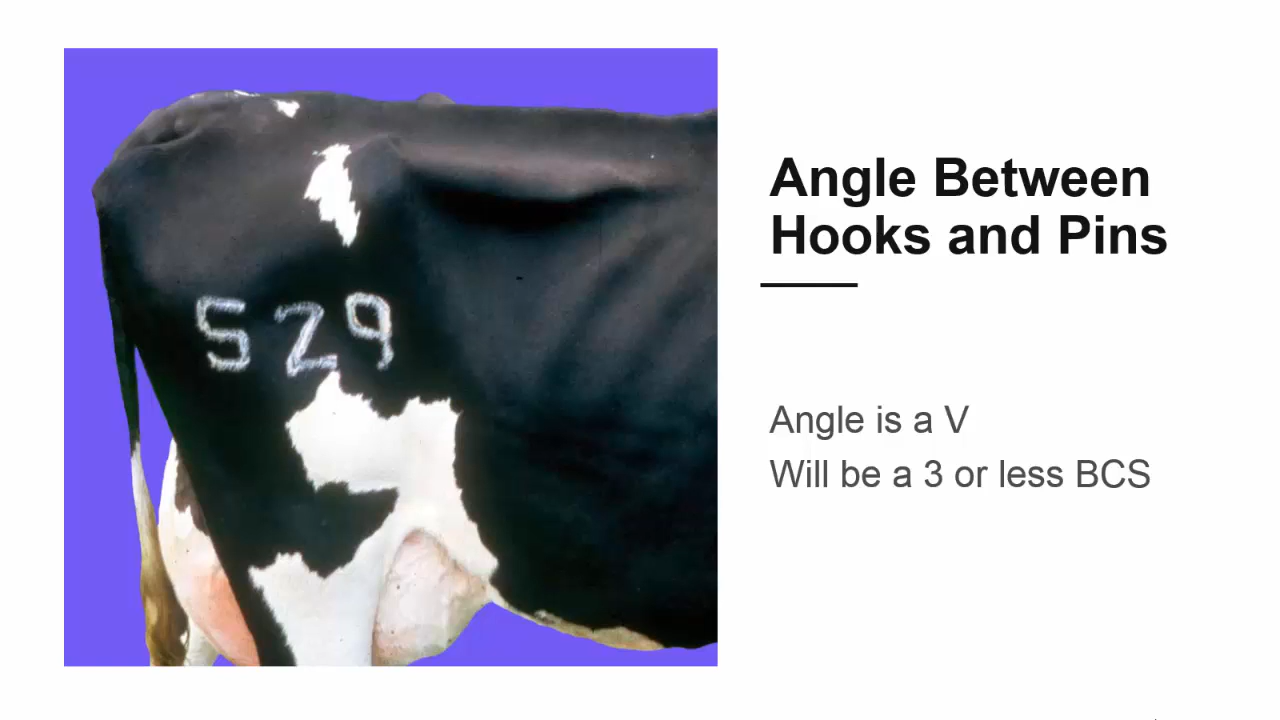 529
Angle Between
Hooks and Pins
Angle is a V
Will be a 3 or less BCS